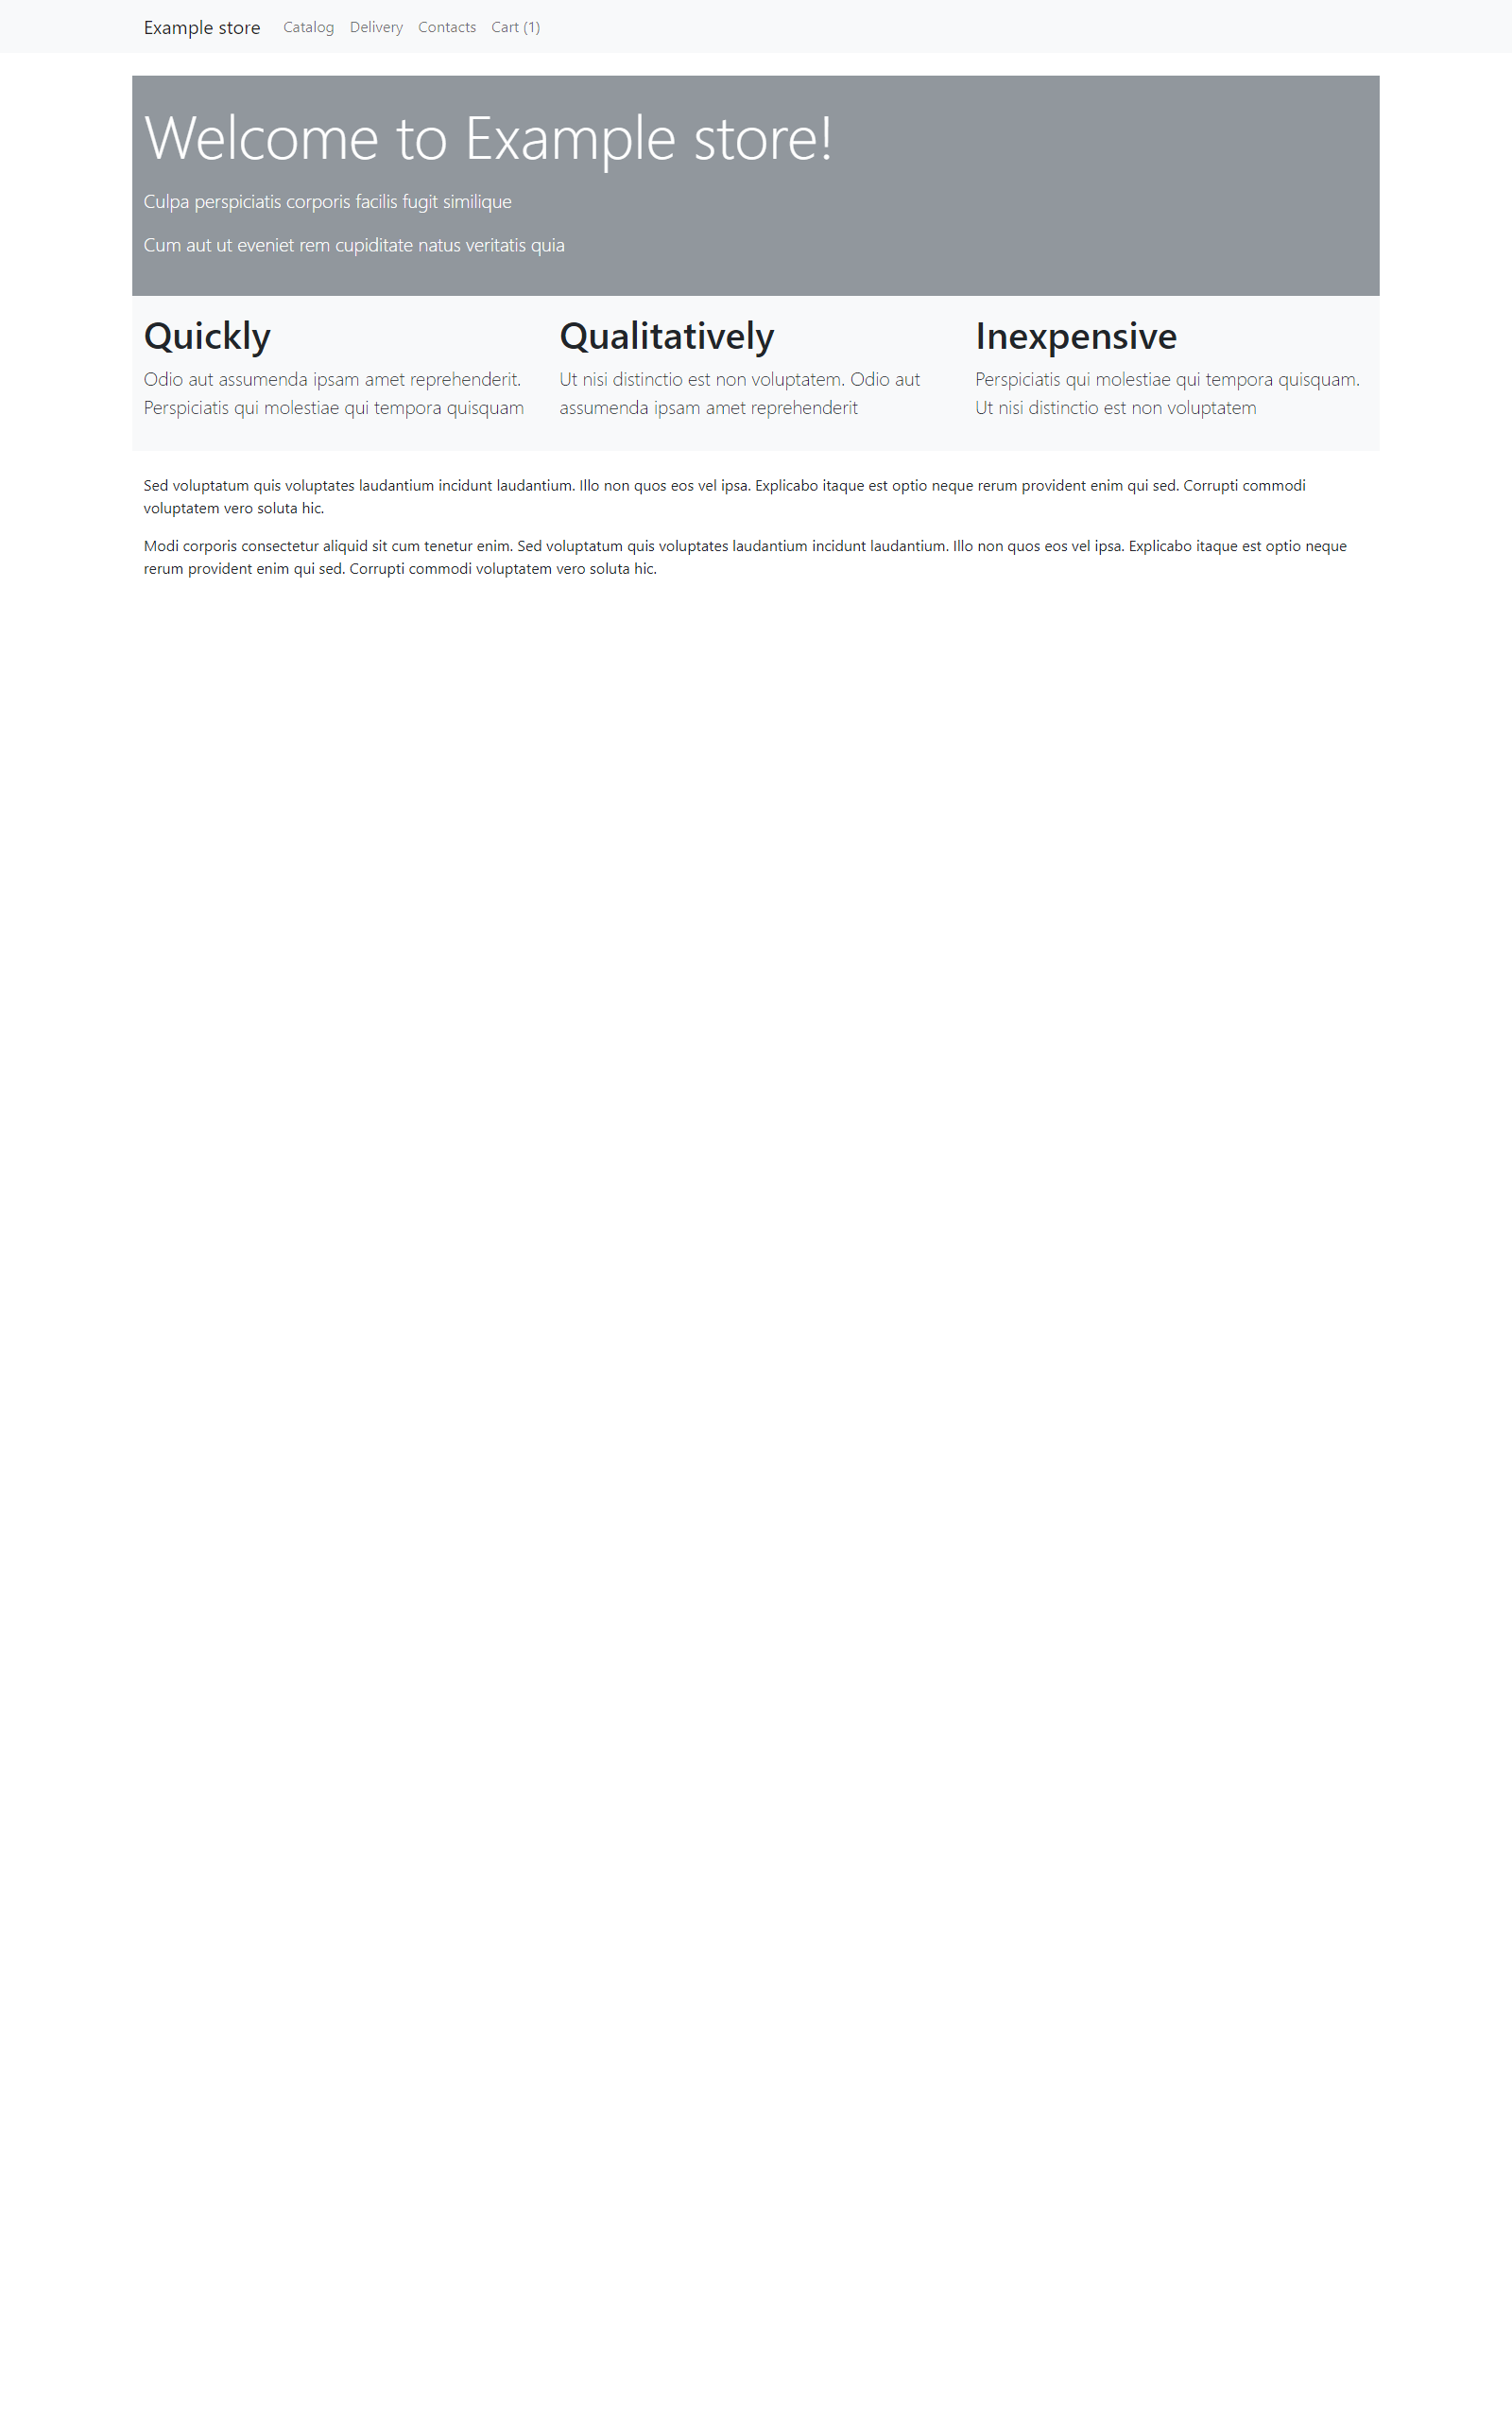 Example store Catalog Delivery Contacts Cart (1)
Welcome to Example store!
Culpa perspiciatis corporis facilis fugit similique
Cum aut ut eveniet rem cupiditate natus veritatis quia
Quickly
Odio aut assumenda ipsam amet reprehenderit.
Perspiciatis qui molestiae qui tempora quisquam
Qualitatively
Ut nisi distinctio est non voluptatem. Odio aut
assumenda ipsam amet reprehenderit
Inexpensive
Perspiciatis qui molestiae qui tempora quisquam.
Ut nisi distinctio est non voluptatem
Sed voluptatum quis voluptates laudantium incidunt laudantium. Illo non quos eos vel ipsa. Explicabo itaque est optio neque rerum provident enim qui sed. Corrupti commodi
voluptatem vero soluta hic.
Modi corporis consectetur aliquid sit cum tenetur enim. Sed voluptatum quis voluptates laudantium incidunt laudantium. Illo non quos eos vel ipsa. Explicabo itaque est optio neque
rerum provident enim qui sed. Corrupti commodi voluptatem vero soluta hic.